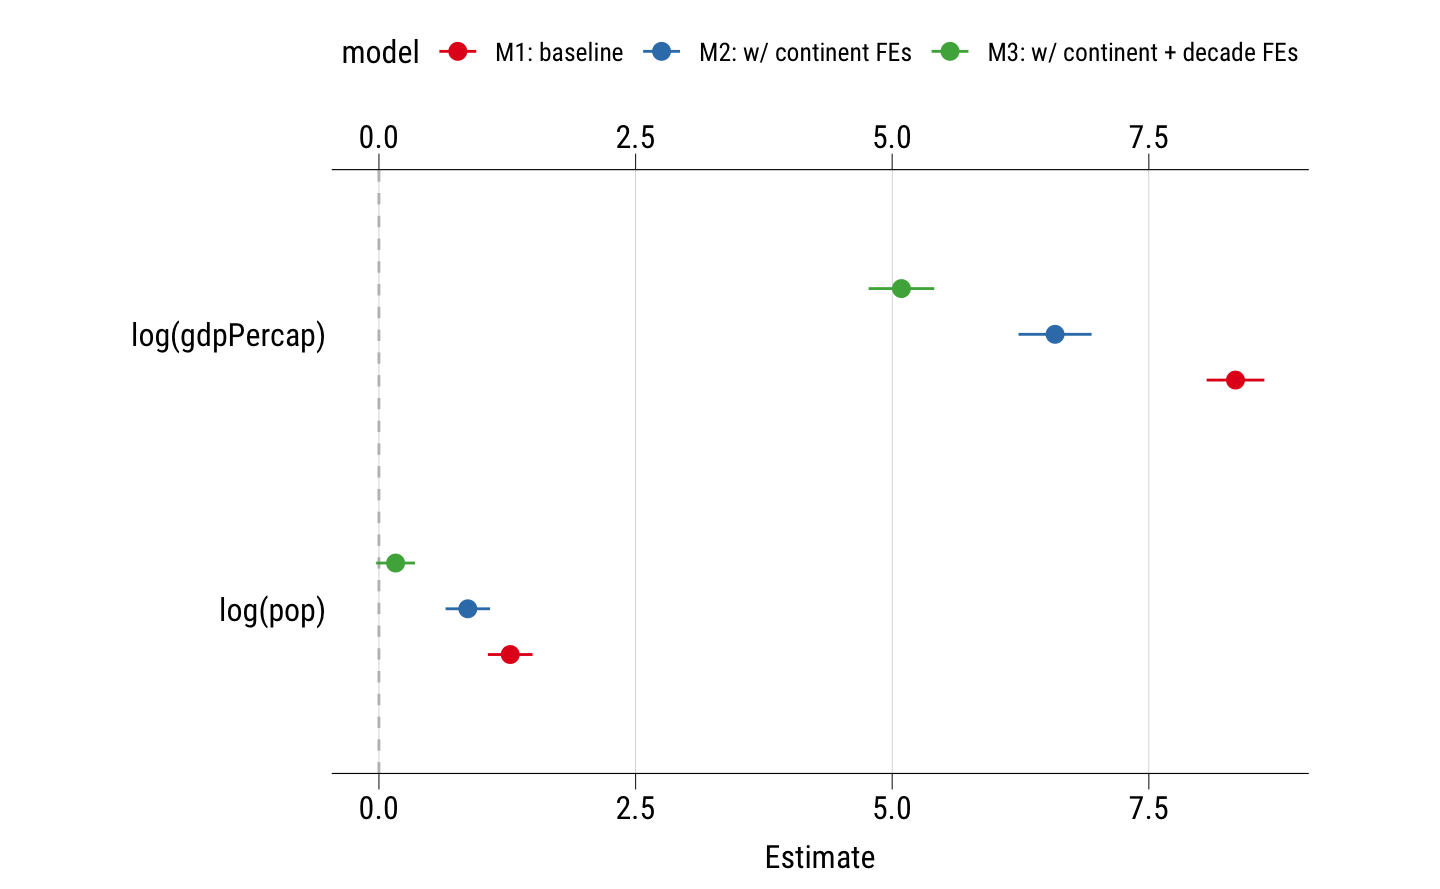 model M1: baseline M2: w/ continent FEs M3: w/ continent + decade FEs
0.0 2.5 5.0 7.5
log(gdpPercap)
log(pop)
0.0 2.5 5.0 7.5
Estimate